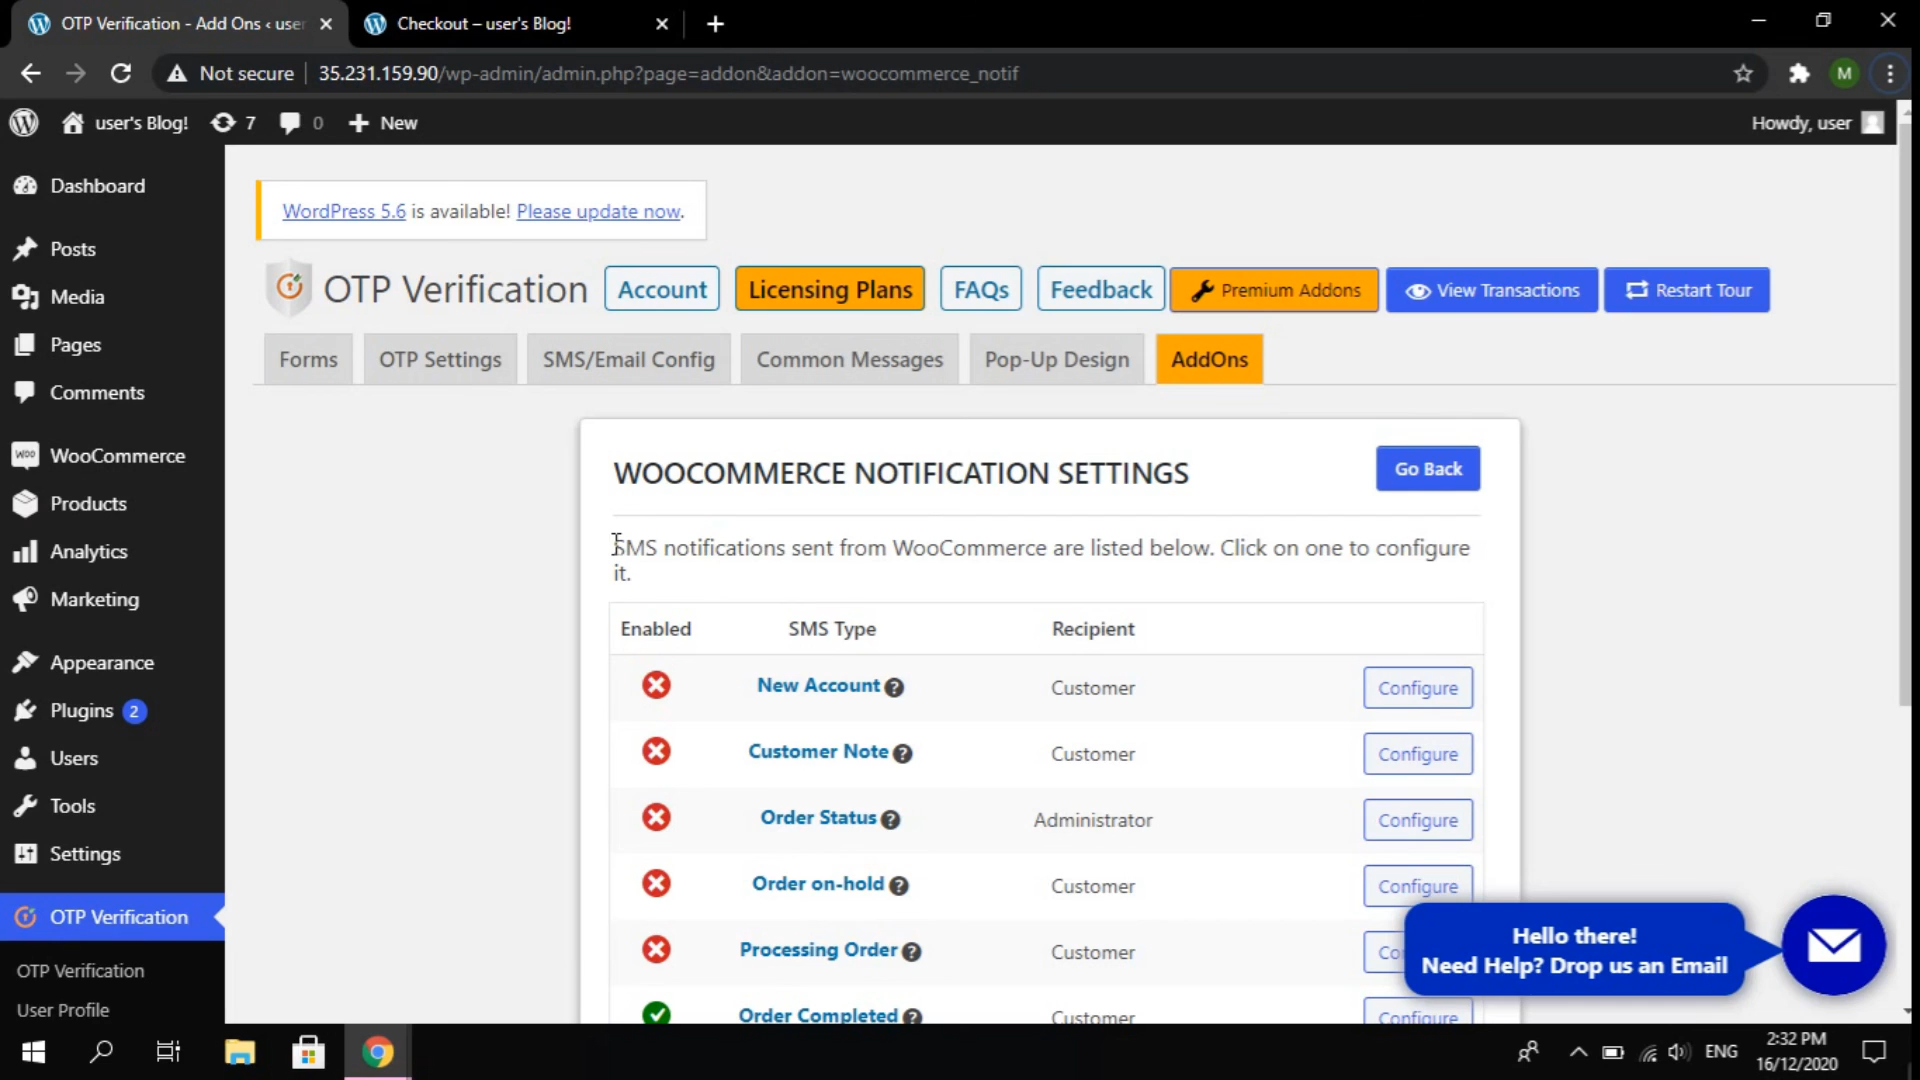 OTP Verification - Add Ons ‹ user
Checkout – user's Blog!
Not secure
35.231.159.90/wp-admin/admin.php?page=addon&addon=woocommerce_notif
M
user's Blog!
7
0
New
Howdy, user
Dashboard
Posts
Media
Pages
Comments
WooCommerce
Products
Analytics
Marketing
Appearance
Plugins 2
Users
Tools
Settings
OTP Verification
OTP Verification
User Profile
WordPress 5.6 is available! Please update now.
OTP Verification
Account
Licensing Plans
FAQs
Feedback
Premium Addons
View Transactions
Restart Tour
Forms
OTP Settings
SMS/Email Config
Common Messages
Pop-Up Design
AddOns
WOOCOMMERCE NOTIFICATION SETTINGS
Go Back
SMS notifications sent from WooCommerce are listed below. Click on one to configure
it.
Enabled SMS Type Recipient
New Account ? Customer Configure
Customer Note ? Customer Configure
Order Status ? Administrator Configure
Order on-hold ? Customer Configure
Processing Order ? Customer Co
Order Completed ? Customer Configure
Hello there!
Need Help? Drop us an Email
ENG
2:32 PM
16/12/2020